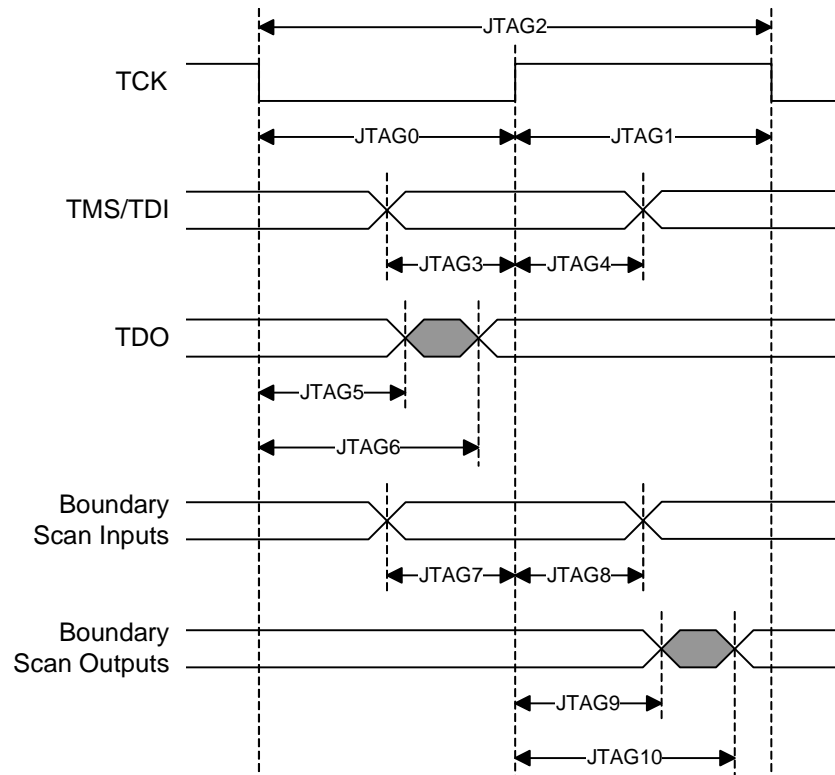 JTAG2
TCK
JTAG0
JTAG1
TMS/TDI
JTAG3
JTAG4
TDO
JTAG5
JTAG6
Boundary
Scan Inputs
JTAG7
JTAG8
Boundary
Scan Outputs
JTAG9
JTAG10